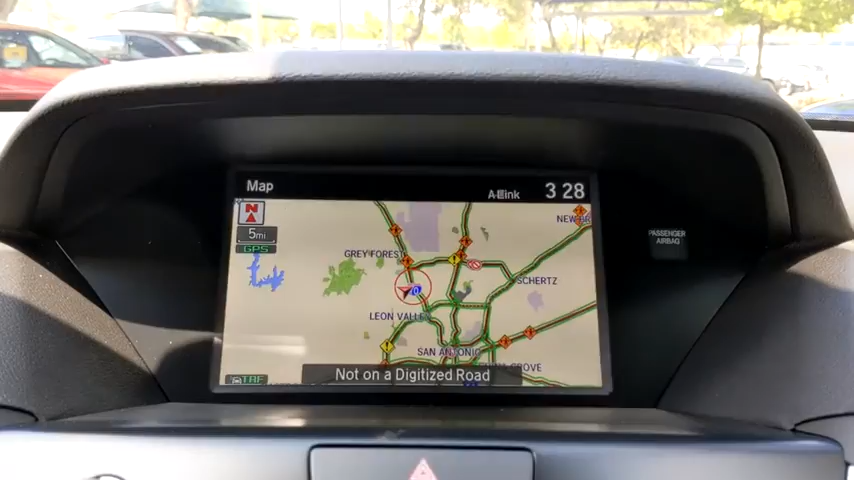 Map
A-Link
3 28
N
5mi
GPS
NEW BR
GREY FOREST
SCHERTZ
LEON VALLEY
SAN ANTONIO
GROVE
TRF
Not on a Digitized Road
PASSENGER
AIRBAG